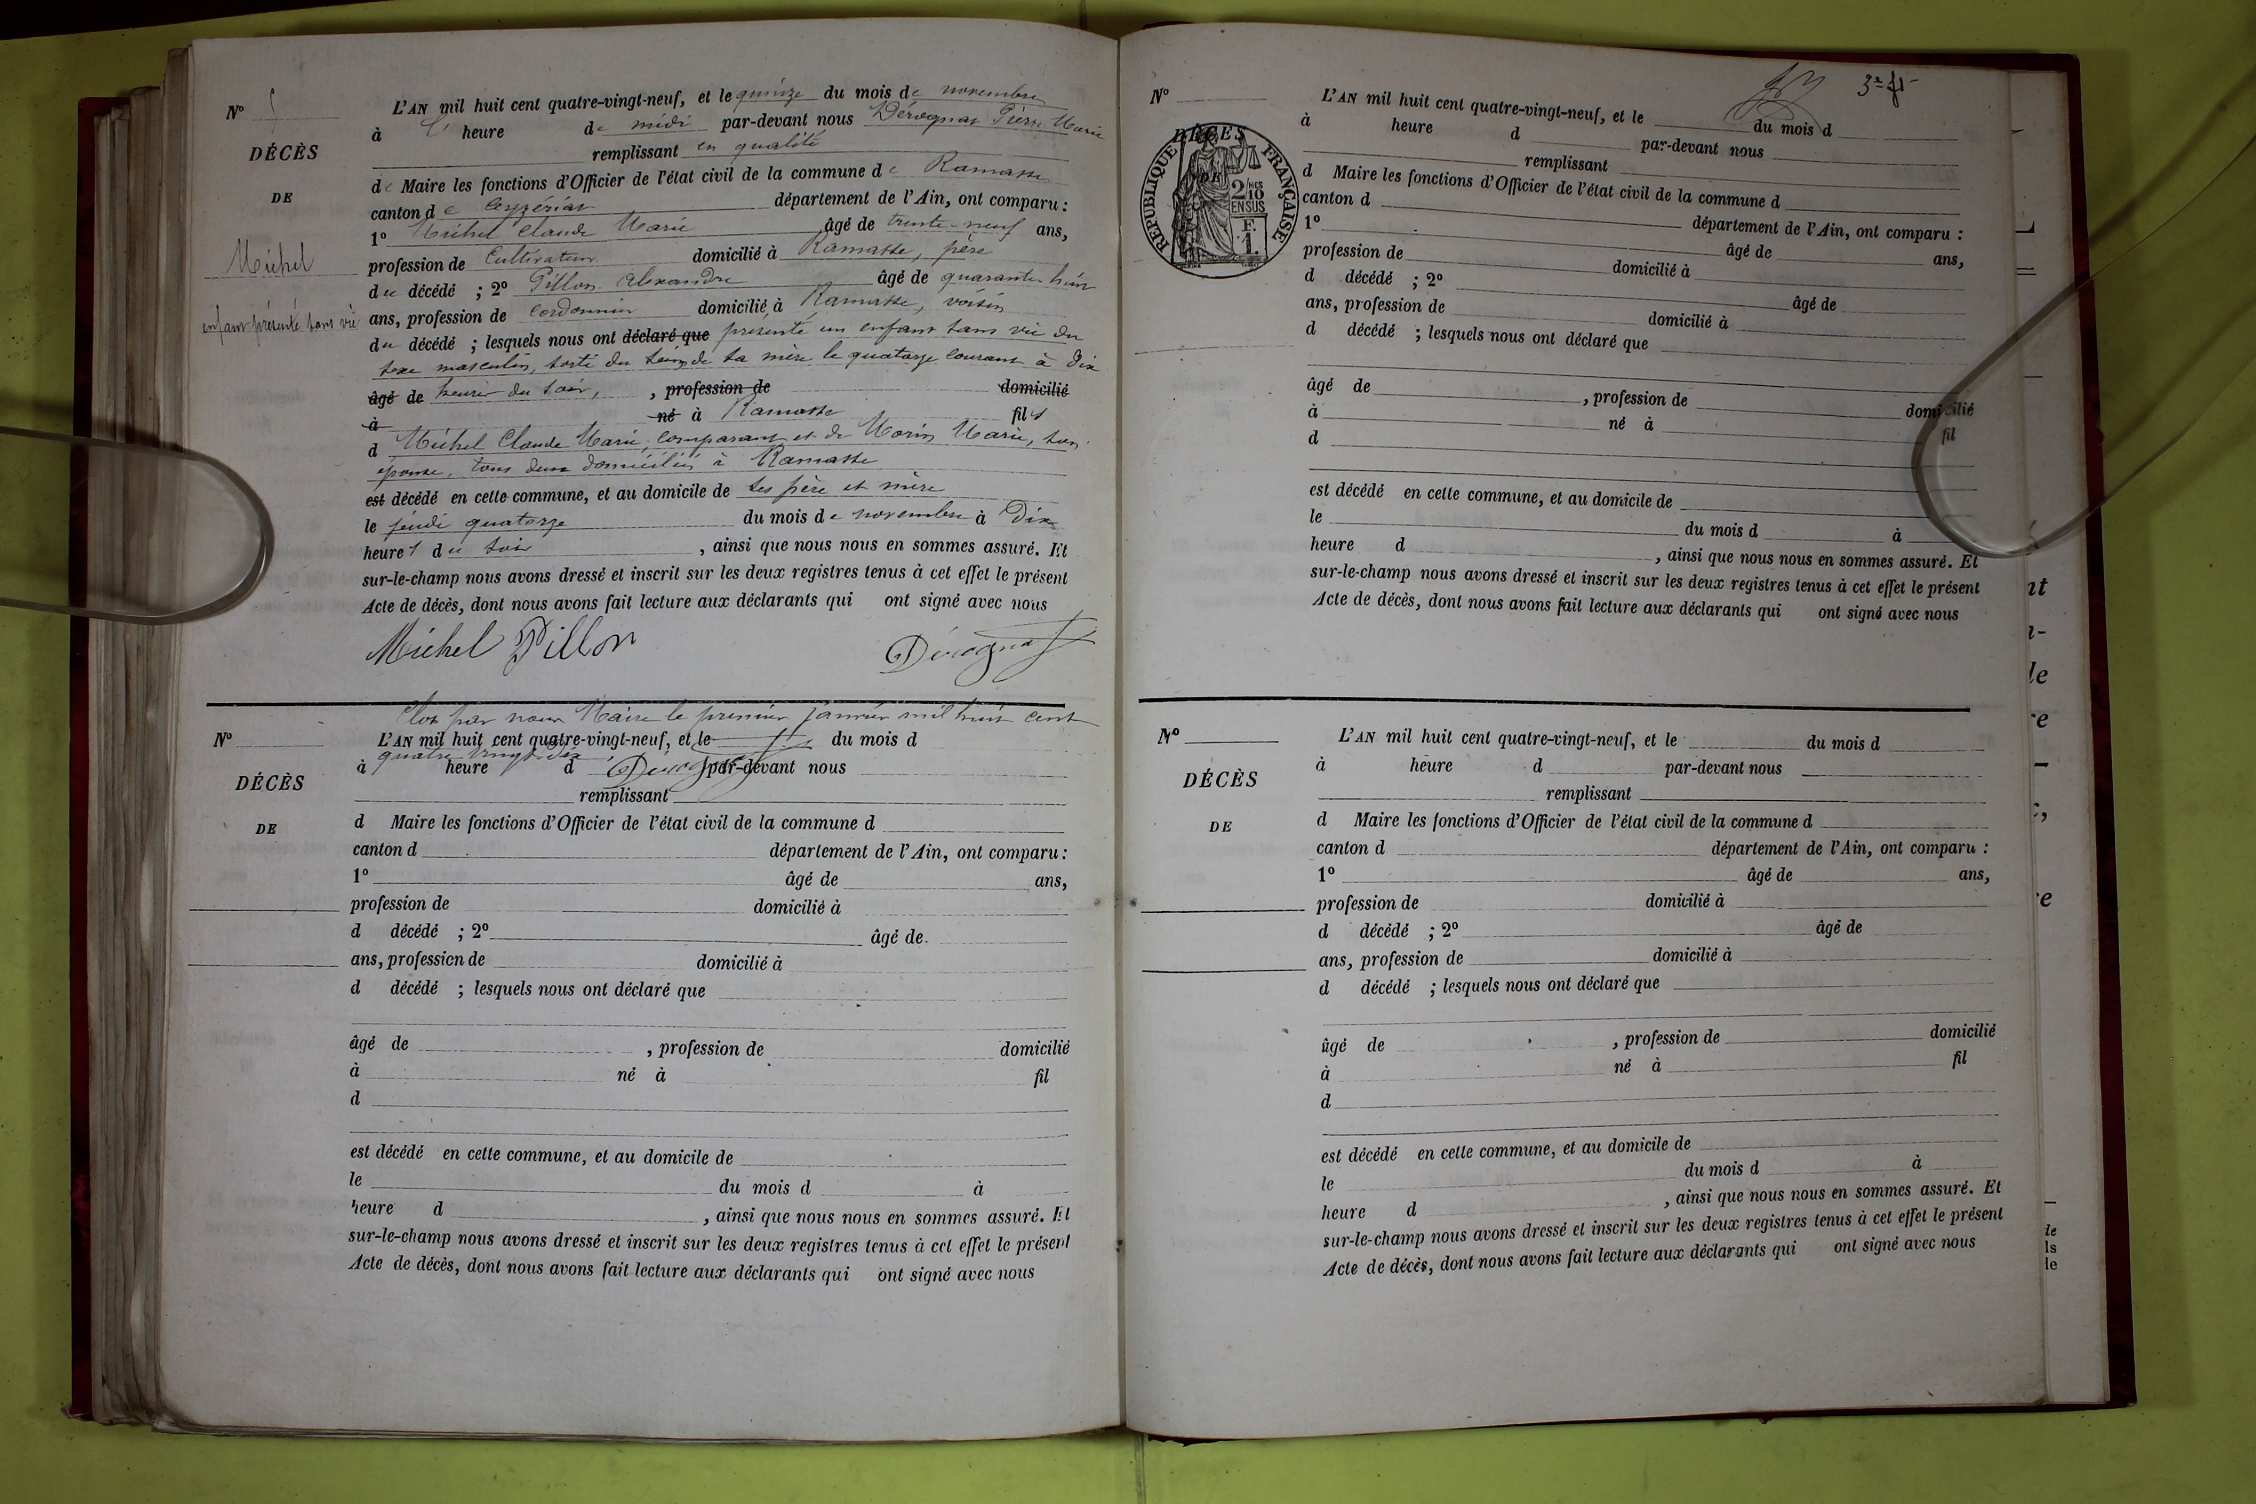 N° 5
DÉCÈS
DE
Michel
enfant présenté sans vie
L'AN mil huit cent quatre-vingt-neuf, et le quinze du mois de novembre
à l' heure de midi par-devant nous Dérognat Pierre Marie
remplissant en qualité
de Maire les fonctions d'Officier de l'état civil de la commune de Ramasse
canton de Ceyzériat département de l'Ain, ont comparu :
1° Michel Claude Marie âgé de trente-neuf ans,
profession de Cultivateur domicilié à Ramasse, père
du décédé ; 2° Pillon Alexandre âgé de quarante huit
ans, profession de Cordonnier domicilié à Ramasse, voisin
du décédé ; lesquels nous ont déclaré que présenté un enfant sans vie du
sexe masculin, sorti du sein de sa mère le quatorze courant à dix
âgé de heures du soir, , profession de domicilié
à né à Ramasse fils
d Michel Claude Marie, comparant et de Morin Marie, son
épouse, tous deux domiciliés à Ramasse
est décédé en cette commune, et au domicile de ses père et mère
le jeudi quatorze du mois de novembre à Dix
heures du soir , ainsi que nous nous en sommes assuré. Et
sur-le-champ nous avons dressé et inscrit sur les deux registres tenus à cet effet le présent
Acte de décès, dont nous avons fait lecture aux déclarants qui ont signé avec nous
Michel Pillon Dérognat
Clos par nous Maire le premier janvier mil huit cent
N°
DÉCÈS
DE
L'AN mil huit cent quatre-vingt-neuf, et le du mois d
quatre vingt dix Dérognat
à heure d par-devant nous
remplissant
d Maire les fonctions d'Officier de l'état civil de la commune d
canton d département de l'Ain, ont comparu :
1° âgé de ans,
profession de domicilié à
d décédé ; 2° âgé de
ans, profession de domicilié à
d décédé ; lesquels nous ont déclaré que
âgé de , profession de domicilié
à né à fil
d
est décédé en cette commune, et au domicile de
le du mois d à
heure d , ainsi que nous nous en sommes assuré. Et
sur-le-champ nous avons dressé et inscrit sur les deux registres tenus à cet effet le présent
Acte de décès, dont nous avons fait lecture aux déclarants qui ont signé avec nous
N°
DÉCÈS
DE
RÉPUBLIQUE FRANÇAISE
2/10 EN SUS
F. 1.
L'AN mil huit cent quatre-vingt-neuf, et le du mois d
à heure d par-devant nous
remplissant
d Maire les fonctions d'Officier de l'état civil de la commune d
canton d département de l'Ain, ont comparu :
1° âgé de ans,
profession de domicilié à
d décédé ; 2° âgé de
ans, profession de domicilié à
d décédé ; lesquels nous ont déclaré que
âgé de , profession de domicilié
à né à fil
d
est décédé en cette commune, et au domicile de
le du mois d à
heure d , ainsi que nous nous en sommes assuré. Et
sur-le-champ nous avons dressé et inscrit sur les deux registres tenus à cet effet le présent
Acte de décès, dont nous avons fait lecture aux déclarants qui ont signé avec nous
N°
DÉCÈS
DE
L'AN mil huit cent quatre-vingt-neuf, et le du mois d
à heure d par-devant nous
remplissant
d Maire les fonctions d'Officier de l'état civil de la commune d
canton d département de l'Ain, ont comparu :
1° âgé de ans,
profession de domicilié à
d décédé ; 2° âgé de
ans, profession de domicilié à
d décédé ; lesquels nous ont déclaré que
âgé de , profession de domicilié
à né à fil
d
est décédé en cette commune, et au domicile de
le du mois d à
heure d , ainsi que nous nous en sommes assuré. Et
sur-le-champ nous avons dressé et inscrit sur les deux registres tenus à cet effet le présent
Acte de décès, dont nous avons fait lecture aux déclarants qui ont signé avec nous